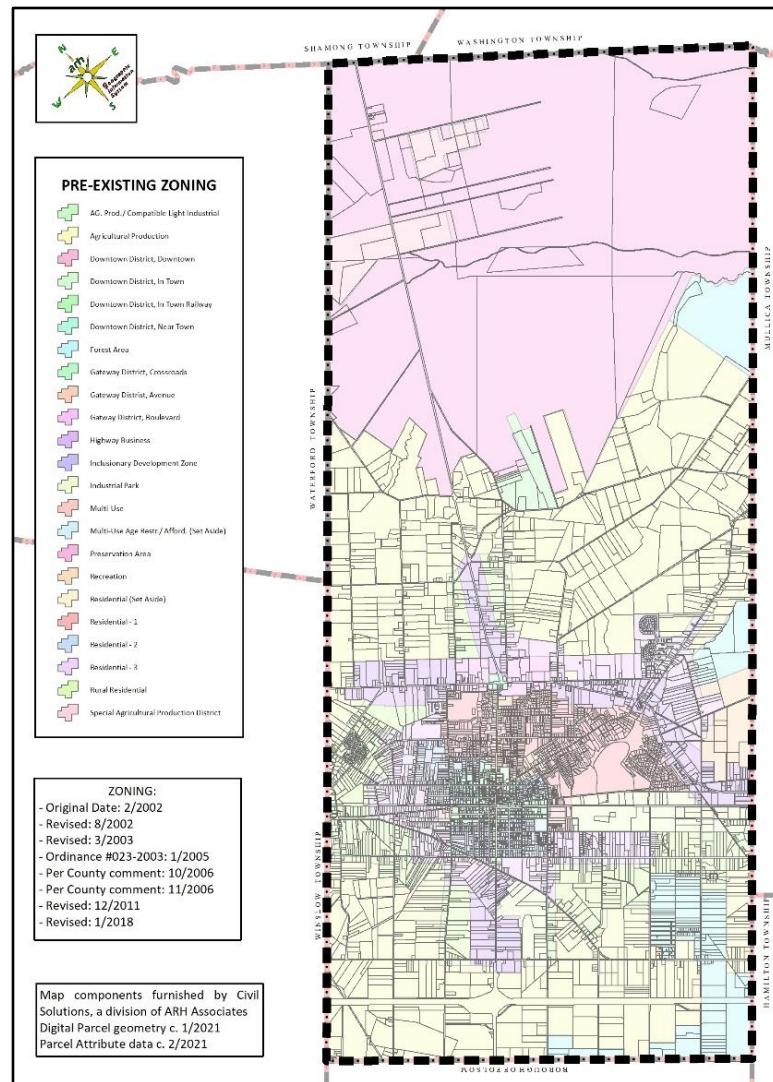 SHAMONG TOWNSHIP
WASHINGTON TOWNSHIP
N
E
arh
Geographic
Information
System
W
S
PRE-EXISTING ZONING
AG. Prod./ Compatible Light Industrial
Agricultural Production
Downtown District, Downtown
Downtown District, In Town
Downtown District, In Town Railway
Downtown District, Near Town
Forest Area
Gateway District, Crossroads
Gateway District, Avenue
Gatway District, Boulevard
Highway Business
Inclusionary Development Zone
Industrial Park
Multi Use
Multi-Use Age Restr./ Afford. (Set Aside)
Preservation Area
Recreation
Residential (Set Aside)
Residential - 1
Residential - 2
Residential - 3
Rural Residential
Special Agricultural Production District
MULLICA TOWNSHIP
WATERFORD TOWNSHIP
WINSLOW TOWNSHIP
HAMILTON TOWNSHIP
BOROUGH OF FOLSOM
ZONING:
- Original Date: 2/2002
- Revised: 8/2002
- Revised: 3/2003
- Ordinance #023-2003: 1/2005
- Per County comment: 10/2006
- Per County comment: 11/2006
- Revised: 12/2011
- Revised: 1/2018
Map components furnished by Civil
Solutions, a division of ARH Associates
Digital Parcel geometry c. 1/2021
Parcel Attribute data c. 2/2021